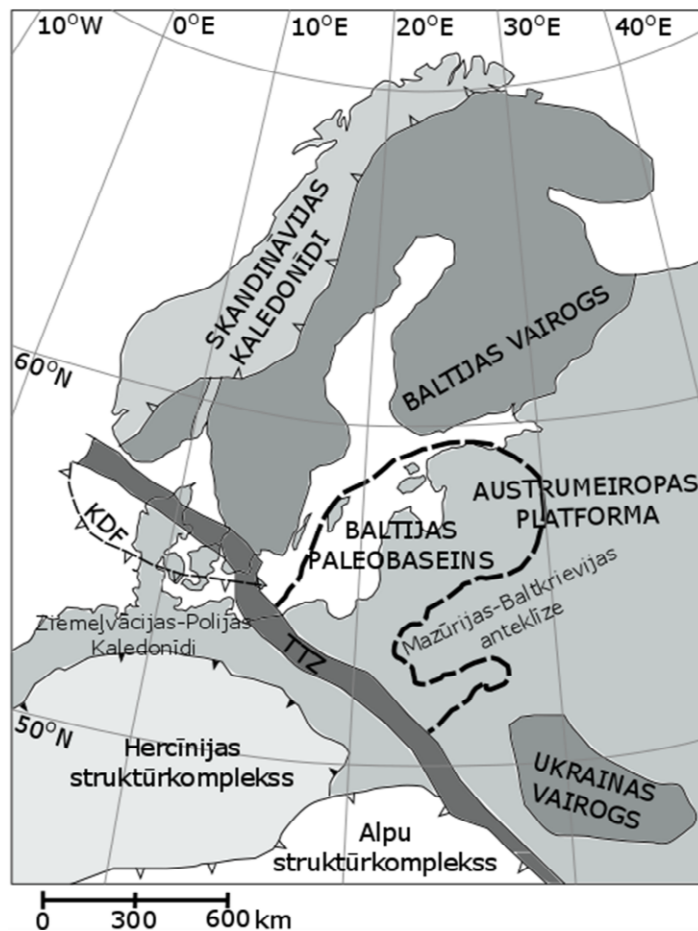 10°W 0°E 10°E 20°E 30°E 40°E
SKANDINĀVIJAS
KALEDONĪDI
BALTIJAS VAIROGS
60°N
AUSTRUMEIROPAS
PLATFORMA
KDF
BALTIJAS
PALEOBASEINS
Mazūrijas-Baltkrievijas
anteklīze
Ziemeļvācijas-Polijas
Kaledonīdi
TTZ
50°N
Hercīnijas
struktūrkomplekss
UKRAINAS
VAIROGS
Alpu
struktūrkomplekss
0 300 600 km